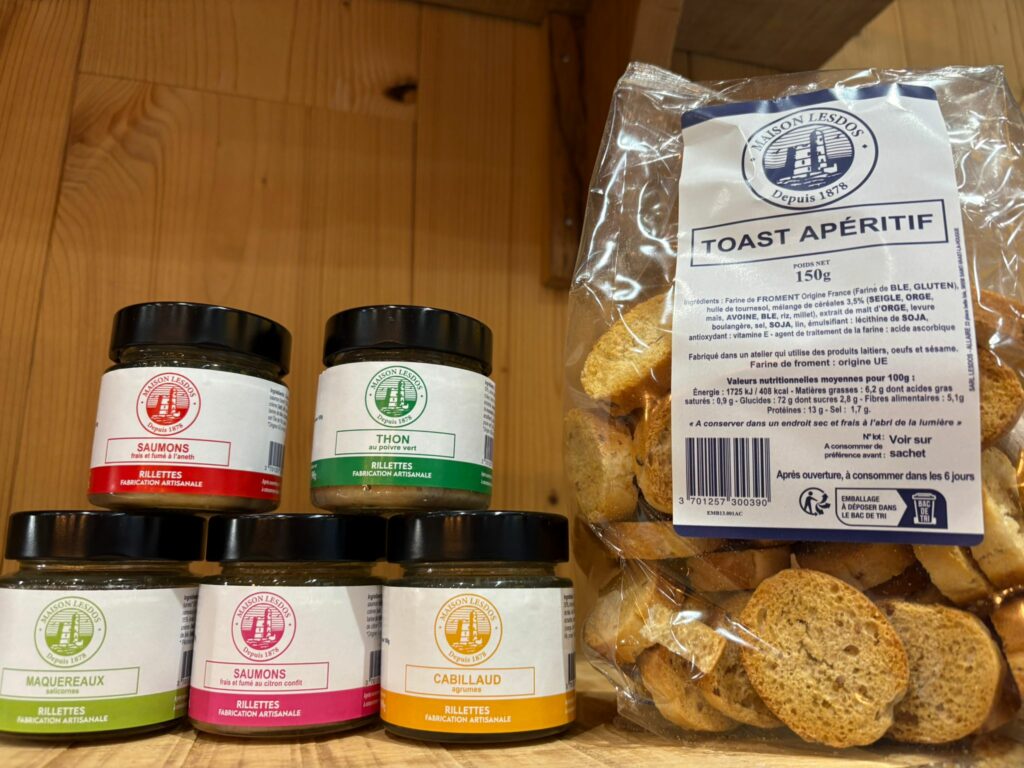 MAISON LESDOS
Depuis 1878
SAUMONS
frais et fumé à l'aneth
RILLETTES
FABRICATION ARTISANALE
MAISON LESDOS
Depuis 1878
THON
au poivre vert
RILLETTES
FABRICATION ARTISANALE
MAISON LESDOS
Depuis 1878
MAQUEREAUX
salicornes
RILLETTES
FABRICATION ARTISANALE
MAISON LESDOS
Depuis 1878
SAUMONS
frais et fumé au citron confit
RILLETTES
FABRICATION ARTISANALE
MAISON LESDOS
Depuis 1878
CABILLAUD
agrumes
RILLETTES
FABRICATION ARTISANALE
MAISON LESDOS
Depuis 1878
TOAST APÉRITIF
POIDS NET
150g
Ingrédients : Farine de FROMENT Origine France (Farine de BLE, GLUTEN),
huile de tournesol, mélange de céréales 3,5% (SEIGLE, ORGE,
maïs, AVOINE, BLE, riz, millet), extrait de malt d'ORGE, levure
boulangère, sel, SOJA, lin, émulsifiant : lécithine de SOJA,
antioxydant : vitamine E - agent de traitement de la farine : acide ascorbique
Fabriqué dans un atelier qui utilise des produits laitiers, oeufs et sésame.
Farine de froment : origine UE
Valeurs nutritionnelles moyennes pour 100g :
Énergie : 1725 kJ / 408 kcal - Matières grasses : 6,2 g dont acides gras
saturés : 0,9 g - Glucides : 72 g dont sucres 2,8 g - Fibres alimentaires : 5,1g
Protéines : 13 g - Sel : 1,7 g.
« A conserver dans un endroit sec et frais à l'abri de la lumière »
N° lot :
A consommer de
préférence avant :
Voir sur
sachet
Après ouverture, à consommer dans les 6 jours
3 701257 300390
EMB13.001AC
EMBALLAGE
À DÉPOSER DANS
LE BAC DE TRI
BAC
DE
TRI
SARL LESDOS - ALLAIRE